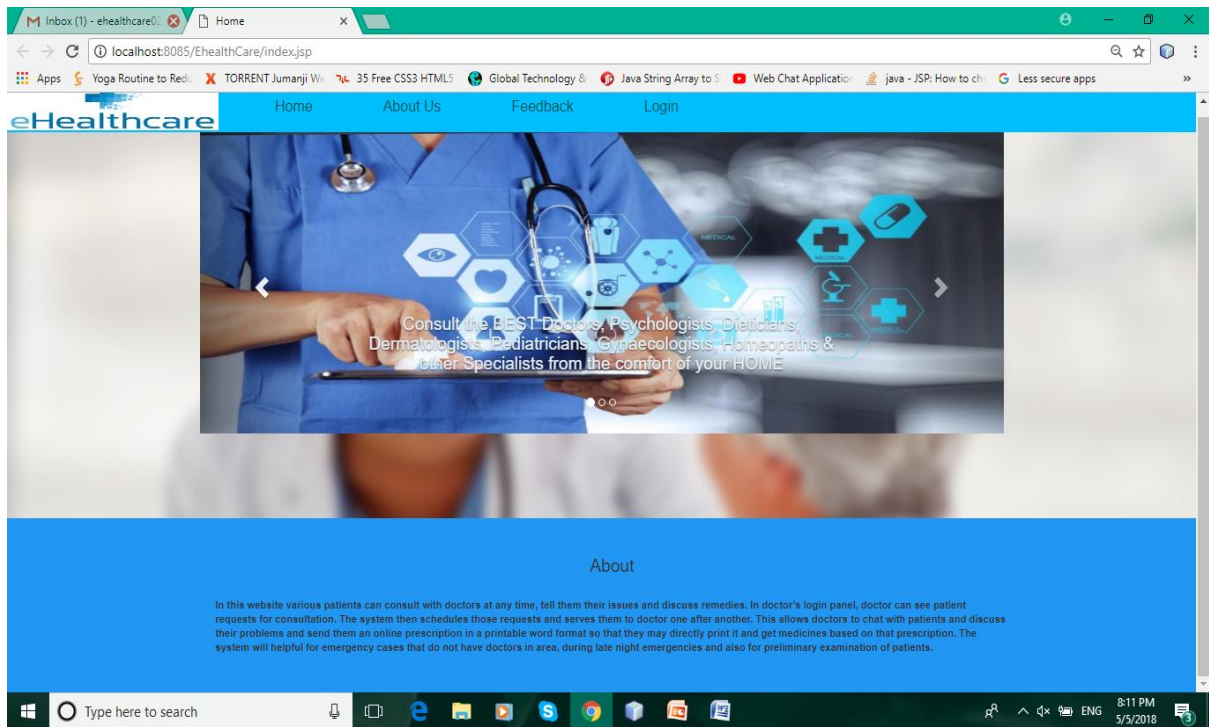 Inbox (1) - ehealthcare02
Home
localhost:8085/EhealthCare/index.jsp
Apps
Yoga Routine to Redu
TORRENT Jumanji We
35 Free CSS3 HTML5
Global Technology &
Java String Array to S
Web Chat Application
java - JSP: How to ch
Less secure apps
»
eHealthcare
Home
About Us
Feedback
Login
MEDICAL
MEDICAL
MEDICAL
Consult the BEST Doctors, Psychologists, Dieticians,
Dermatologists, Pediatricians, Gynaecologists, Homeopaths &
other Specialists from the comfort of your HOME
About
In this website various patients can consult with doctors at any time, tell them their issues and discuss remedies. In doctor's login panel, doctor can see patient
requests for consultation. The system then schedules those requests and serves them to doctor one after another. This allows doctors to chat with patients and discuss
their problems and send them an online prescription in a printable word format so that they may directly print it and get medicines based on that prescription. The
system will helpful for emergency cases that do not have doctors in area, during late night emergencies and also for preliminary examination of patients.
Type here to search
ENG
8:11 PM
5/5/2018
3